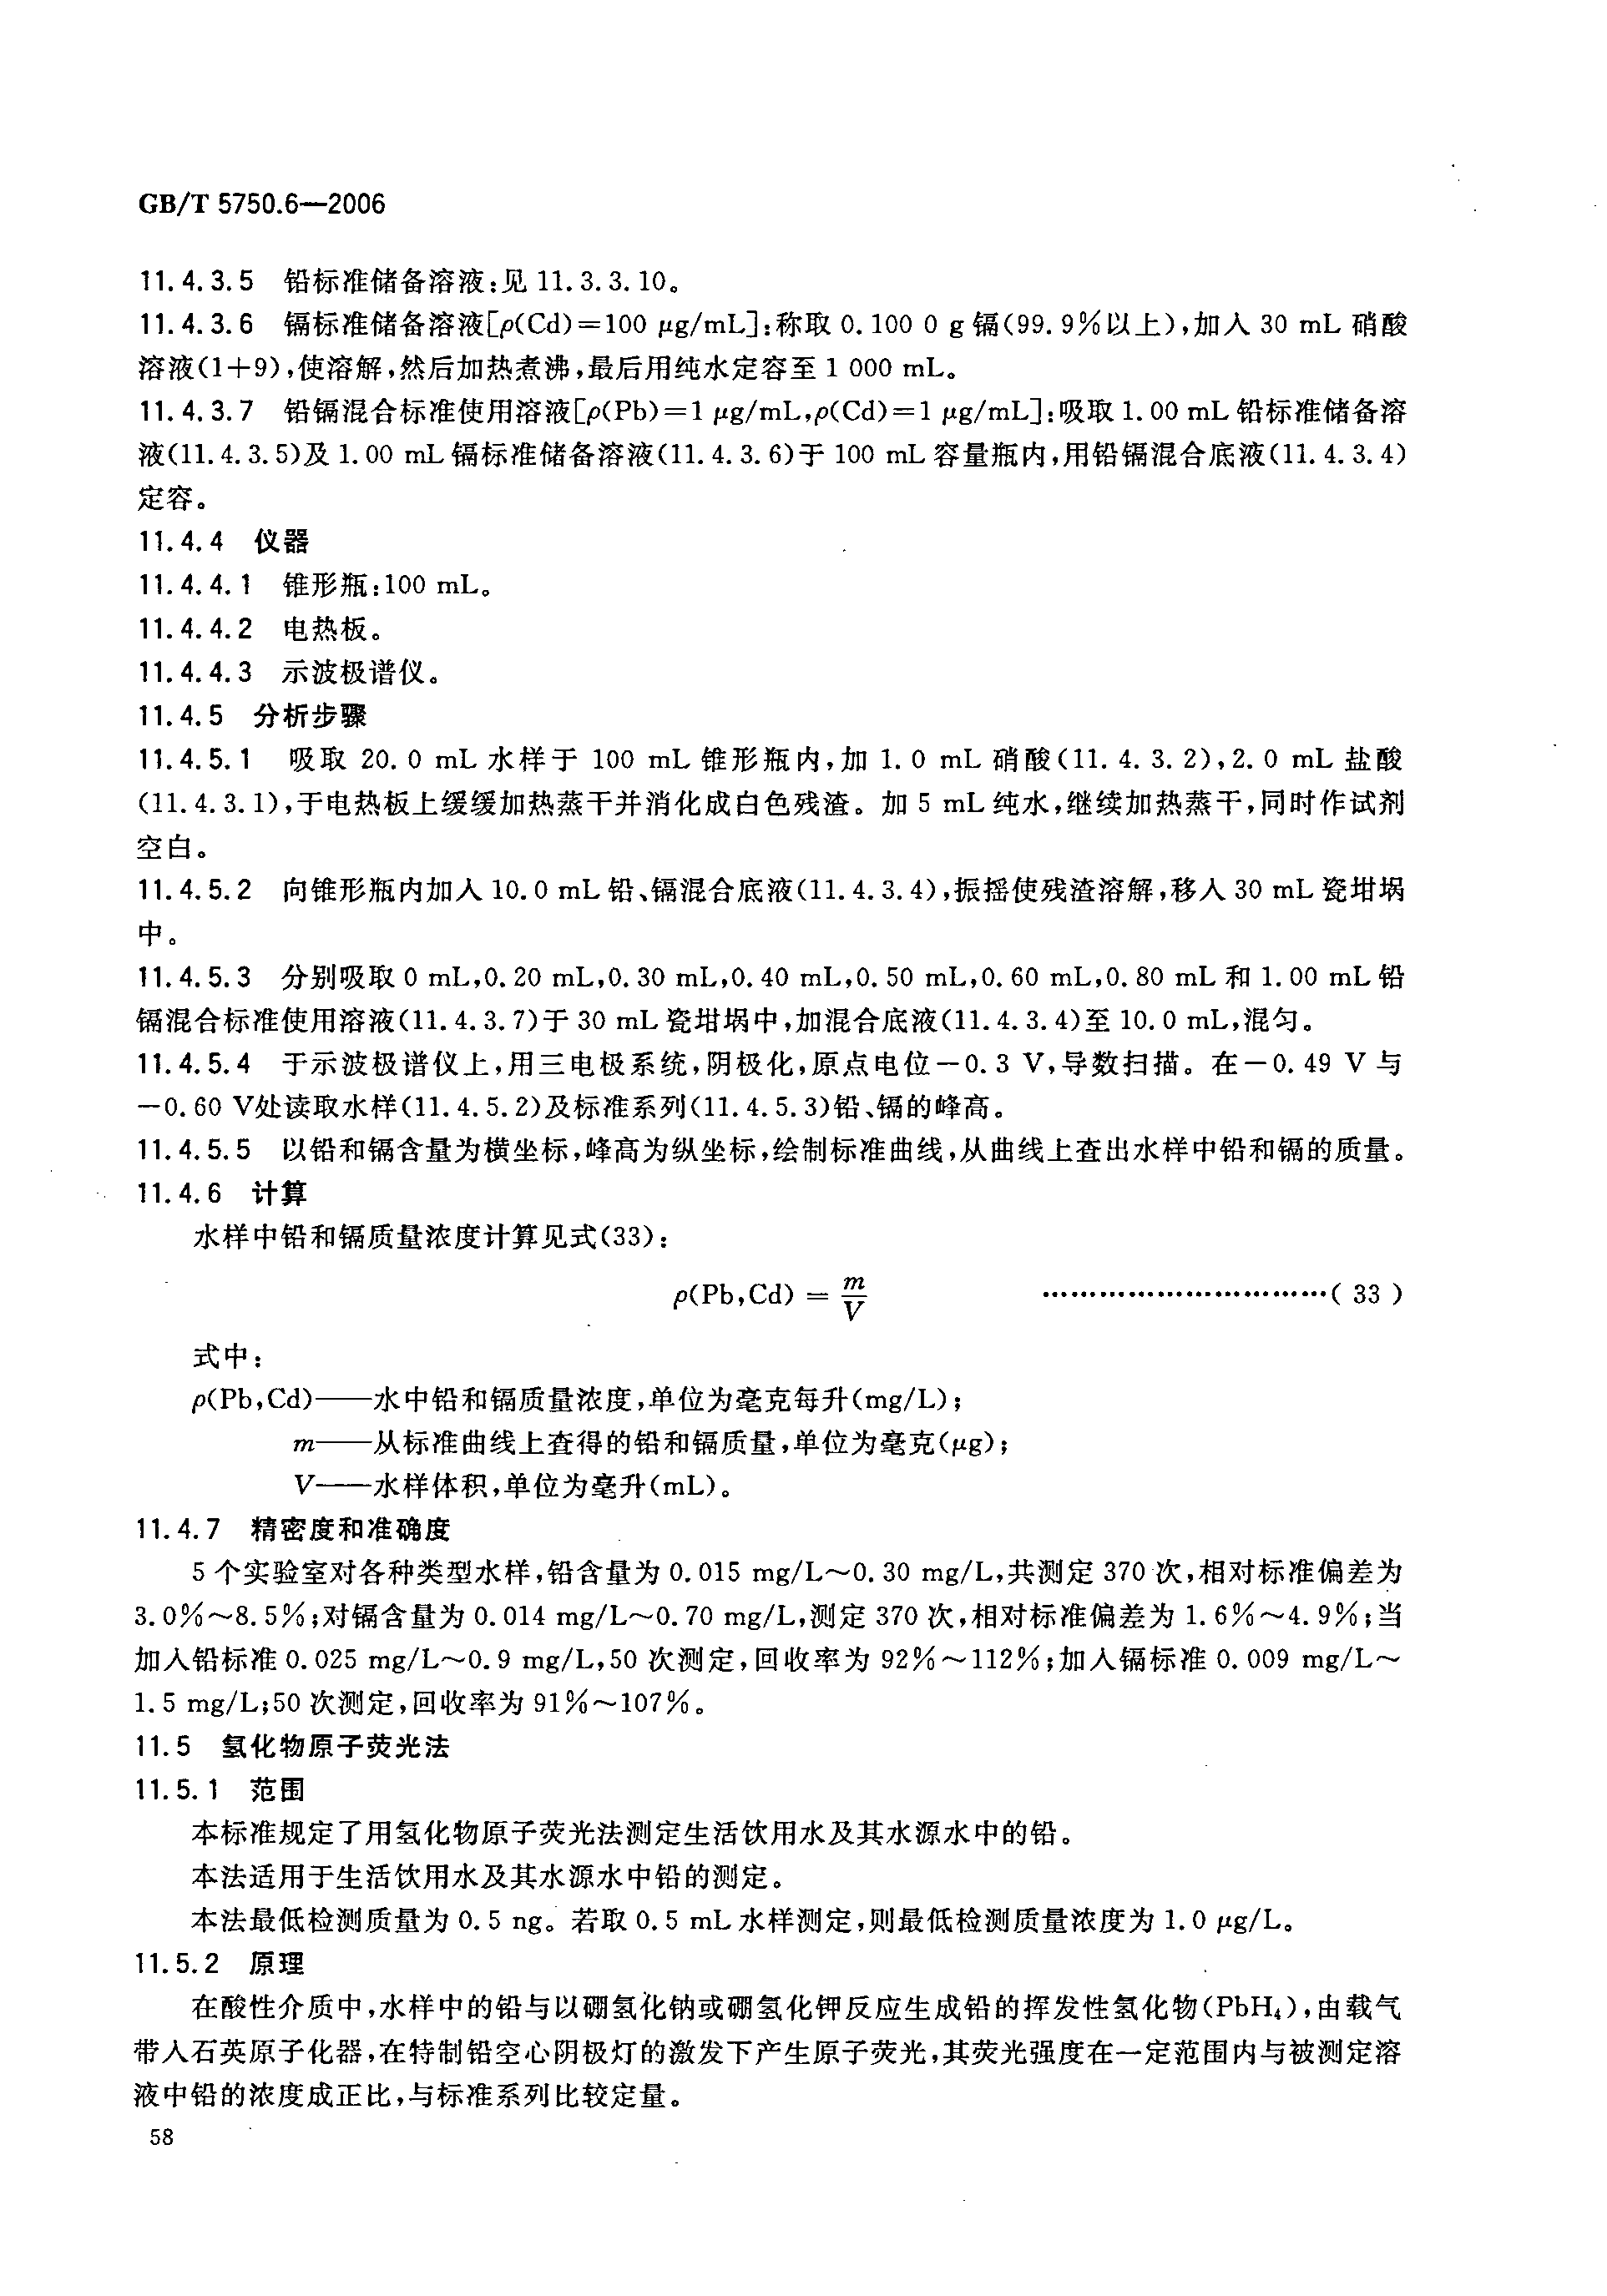 GB/T 5750.6—2006
11.4.3.5 铅标准储备溶液:见 11.3.3.10。
11.4.3.6 镉标准储备溶液[ρ(Cd)=100 μg/mL]:称取 0.100 0 g 镉(99.9%以上),加入 30 mL 硝酸
溶液(1+9),使溶解,然后加热煮沸,最后用纯水定容至 1 000 mL。
11.4.3.7 铅镉混合标准使用溶液[ρ(Pb)=1 μg/mL,ρ(Cd)=1 μg/mL]:吸取 1.00 mL 铅标准储备溶
液(11.4.3.5)及 1.00 mL 镉标准储备溶液(11.4.3.6)于 100 mL 容量瓶内,用铅镉混合底液(11.4.3.4)
定容。
11.4.4 仪器
11.4.4.1 锥形瓶:100 mL。
11.4.4.2 电热板。
11.4.4.3 示波极谱仪。
11.4.5 分析步骤
11.4.5.1 吸取 20.0 mL 水样于 100 mL 锥形瓶内,加 1.0 mL 硝酸(11.4.3.2),2.0 mL 盐酸
(11.4.3.1),于电热板上缓缓加热蒸干并消化成白色残渣。加 5 mL 纯水,继续加热蒸干,同时作试剂
空白。
11.4.5.2 向锥形瓶内加入 10.0 mL 铅、镉混合底液(11.4.3.4),振摇使残渣溶解,移入 30 mL 瓷坩埚
中。
11.4.5.3 分别吸取 0 mL,0.20 mL,0.30 mL,0.40 mL,0.50 mL,0.60 mL,0.80 mL 和 1.00 mL 铅
镉混合标准使用溶液(11.4.3.7)于 30 mL 瓷坩埚中,加混合底液(11.4.3.4)至 10.0 mL,混匀。
11.4.5.4 于示波极谱仪上,用三电极系统,阴极化,原点电位-0.3 V,导数扫描。在-0.49 V 与
-0.60 V处读取水样(11.4.5.2)及标准系列(11.4.5.3)铅、镉的峰高。
11.4.5.5 以铅和镉含量为横坐标,峰高为纵坐标,绘制标准曲线,从曲线上查出水样中铅和镉的质量。
11.4.6 计算
水样中铅和镉质量浓度计算见式(33):
ρ(Pb,Cd) = m/V ……………………………( 33 )
式中:
ρ(Pb,Cd)——水中铅和镉质量浓度,单位为毫克每升(mg/L);
m——从标准曲线上查得的铅和镉质量,单位为毫克(μg);
V——水样体积,单位为毫升(mL)。
11.4.7 精密度和准确度
5 个实验室对各种类型水样,铅含量为 0.015 mg/L~0.30 mg/L,共测定 370 次,相对标准偏差为
3.0%~8.5%;对镉含量为 0.014 mg/L~0.70 mg/L,测定 370 次,相对标准偏差为 1.6%~4.9%;当
加入铅标准 0.025 mg/L~0.9 mg/L,50 次测定,回收率为 92%~112%;加入镉标准 0.009 mg/L~
1.5 mg/L;50 次测定,回收率为 91%~107%。
11.5 氢化物原子荧光法
11.5.1 范围
本标准规定了用氢化物原子荧光法测定生活饮用水及其水源水中的铅。
本法适用于生活饮用水及其水源水中铅的测定。
本法最低检测质量为 0.5 ng。若取 0.5 mL 水样测定,则最低检测质量浓度为 1.0 μg/L。
11.5.2 原理
在酸性介质中,水样中的铅与以硼氢化钠或硼氢化钾反应生成铅的挥发性氢化物(PbH₄),由载气
带入石英原子化器,在特制铅空心阴极灯的激发下产生原子荧光,其荧光强度在一定范围内与被测定溶
液中铅的浓度成正比,与标准系列比较定量。
58